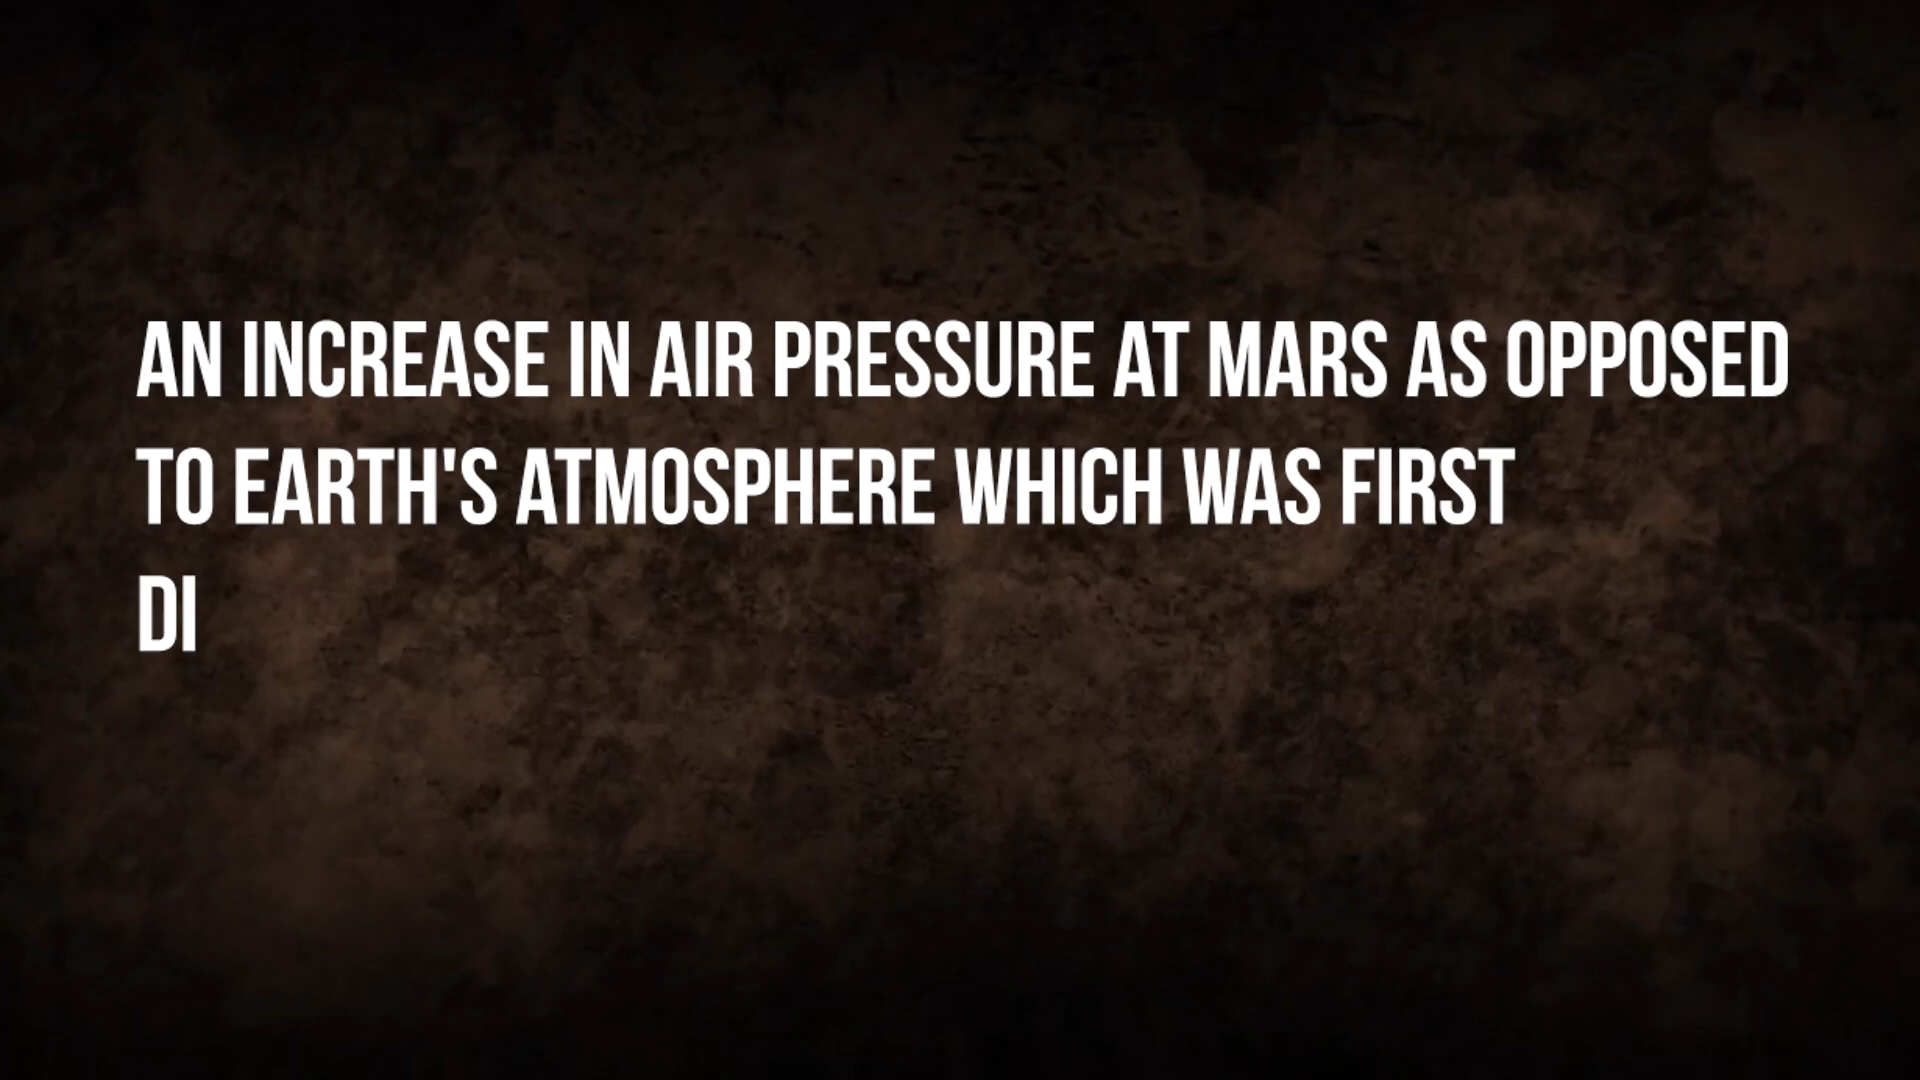 AN INCREASE IN AIR PRESSURE AT MARS AS OPPOSED
TO EARTH'S ATMOSPHERE WHICH WAS FIRST
DI